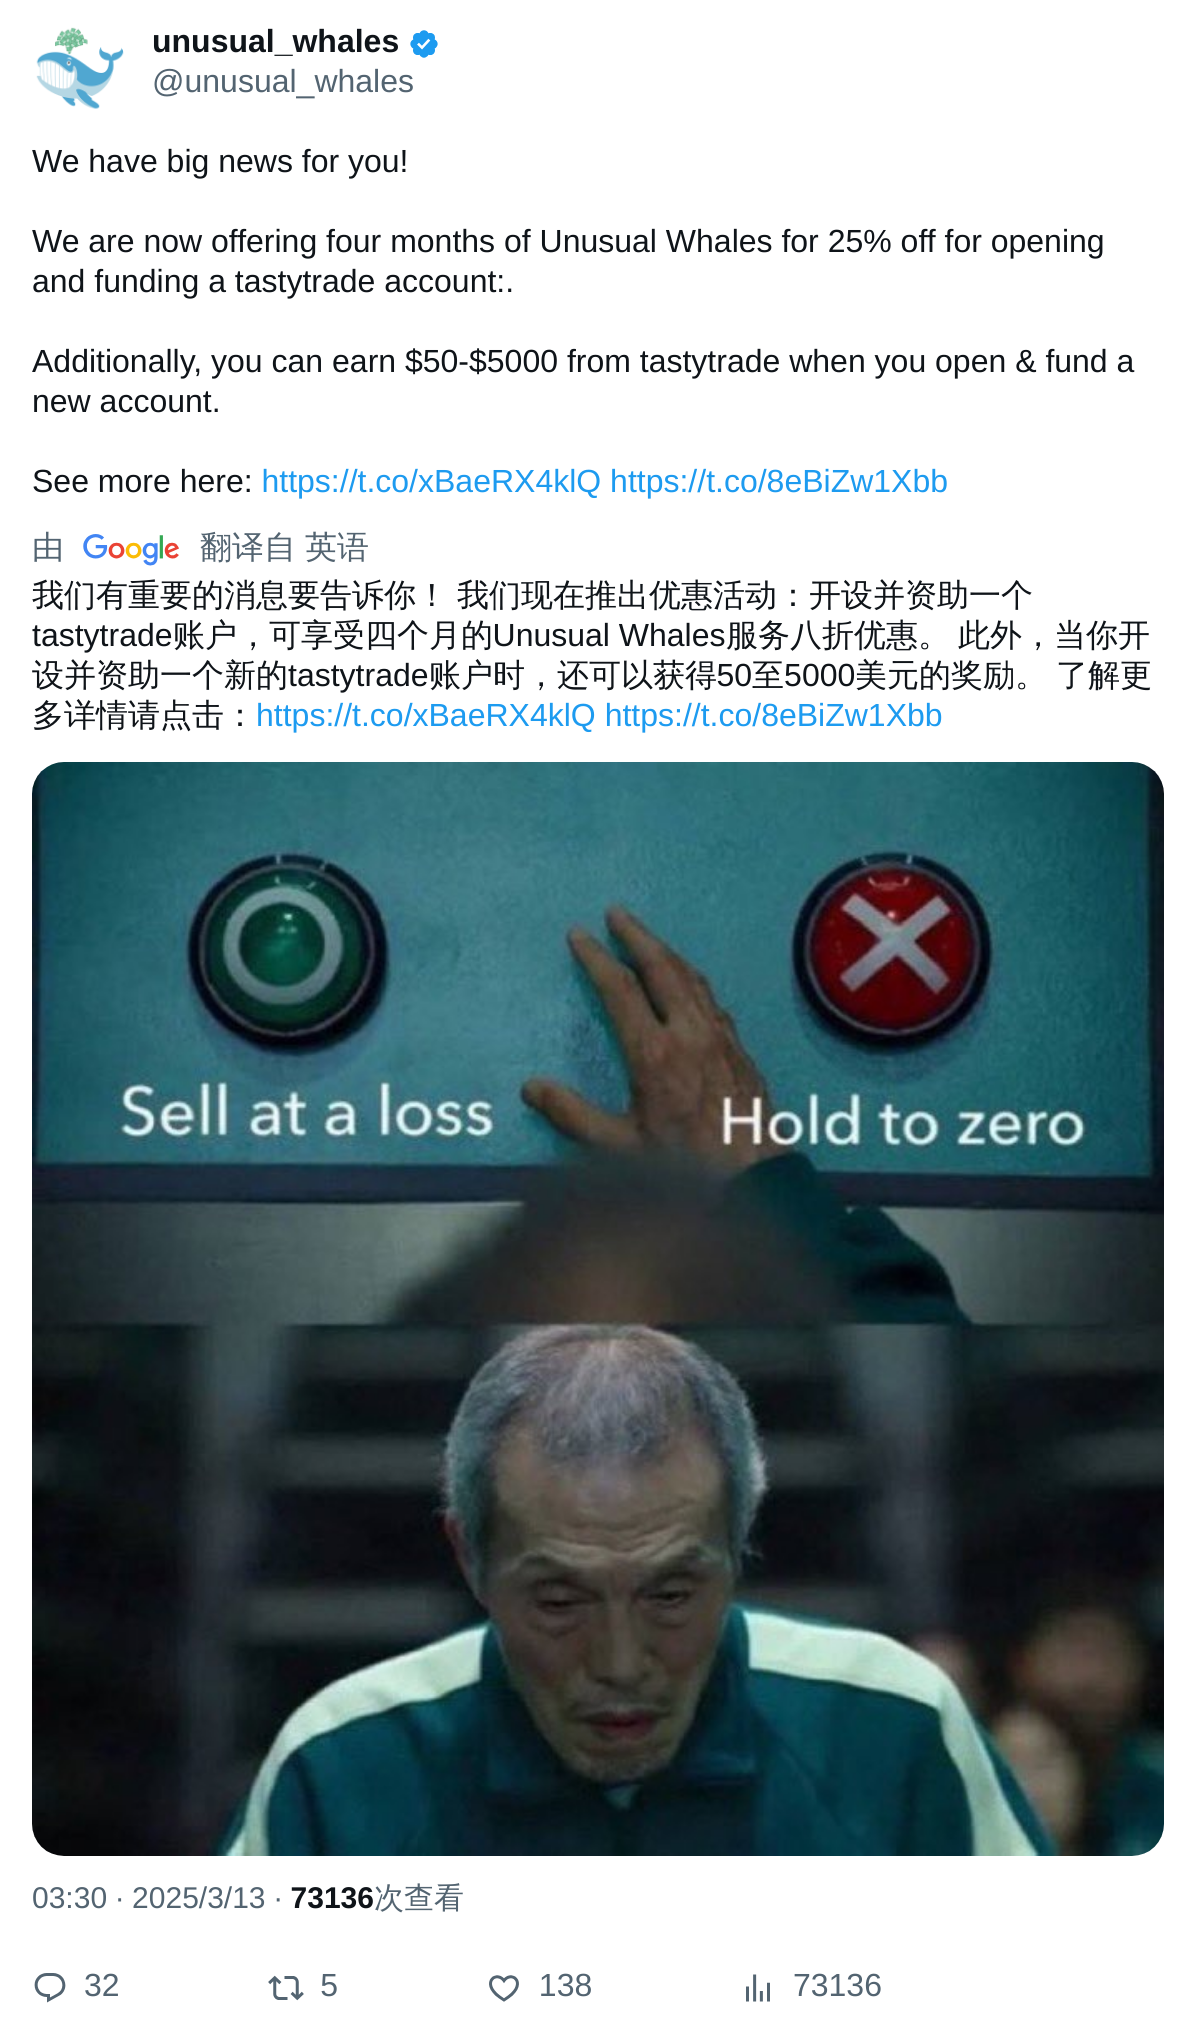 unusual_whales
@unusual_whales
We have big news for you!
We are now offering four months of Unusual Whales for 25% off for opening
and funding a tastytrade account:.
Additionally, you can earn $50-$5000 from tastytrade when you open & fund a
new account.
See more here: https://t.co/xBaeRX4klQ https://t.co/8eBiZw1Xbb
由 Google 翻译自 英语
我们有重要的消息要告诉你！ 我们现在推出优惠活动：开设并资助一个
tastytrade账户，可享受四个月的Unusual Whales服务八折优惠。 此外，当你开
设并资助一个新的tastytrade账户时，还可以获得50至5000美元的奖励。 了解更
多详情请点击：https://t.co/xBaeRX4klQ https://t.co/8eBiZw1Xbb
Sell at a loss
Hold to zero
03:30 · 2025/3/13 · 73136次查看
32 5 138 73136